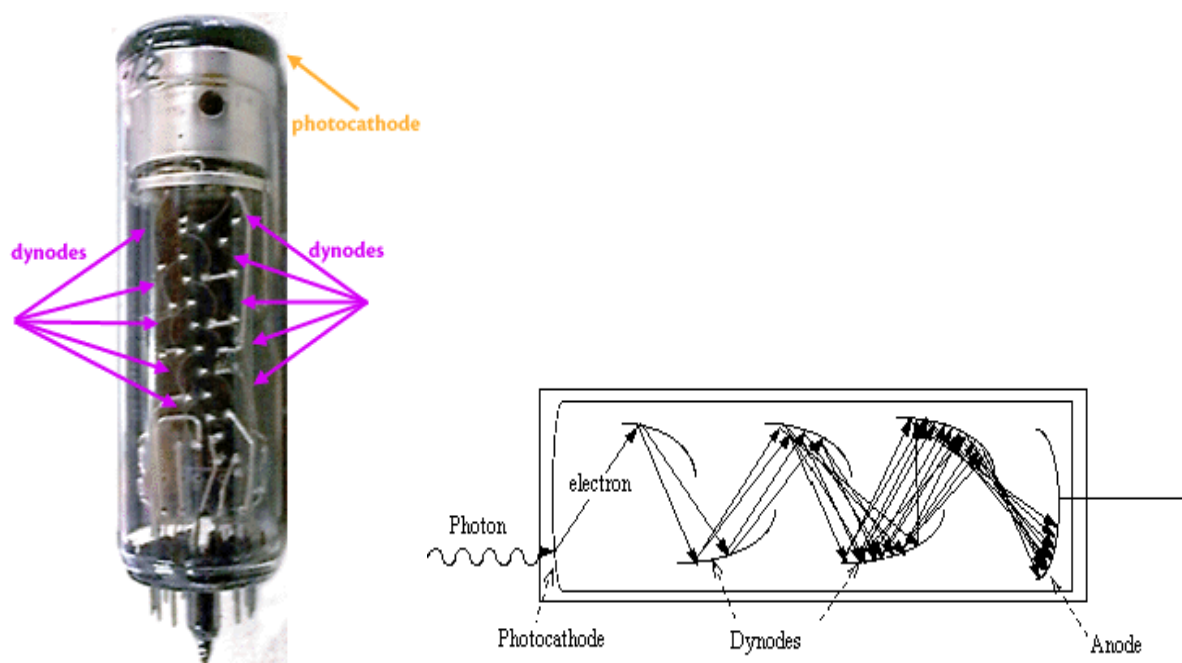 photocathode
dynodes
dynodes
electron
Photon
Photocathode
Dynodes
Anode